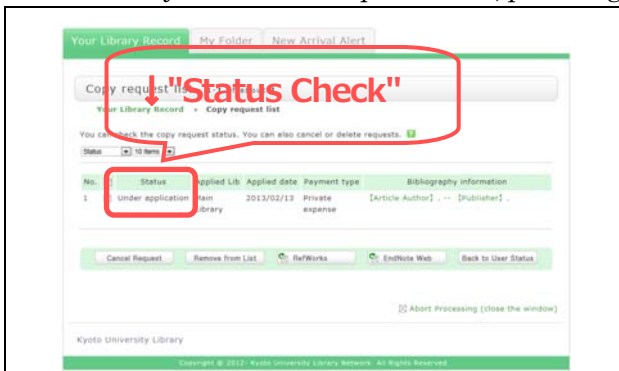 Your Library Record My Folder New Arrival Alert
Copy request lis
↓"Status Check"
Your Library Record Copy request list
You can check the copy request status. You can also cancel or delete requests.
Status 10 items
No. Status Applied Lib Applied date Payment type Bibliography information
1 Under application Main Library 2013/02/13 Private expense 【Article Author】 , -- 【Publisher】 ,
Cancel Request Remove from List RefWorks EndNote Web Back to User Status
Abort Processing (close the window)
Kyoto University Library
Copyright © 2012- Kyoto University Library Network. All Rights Reserved